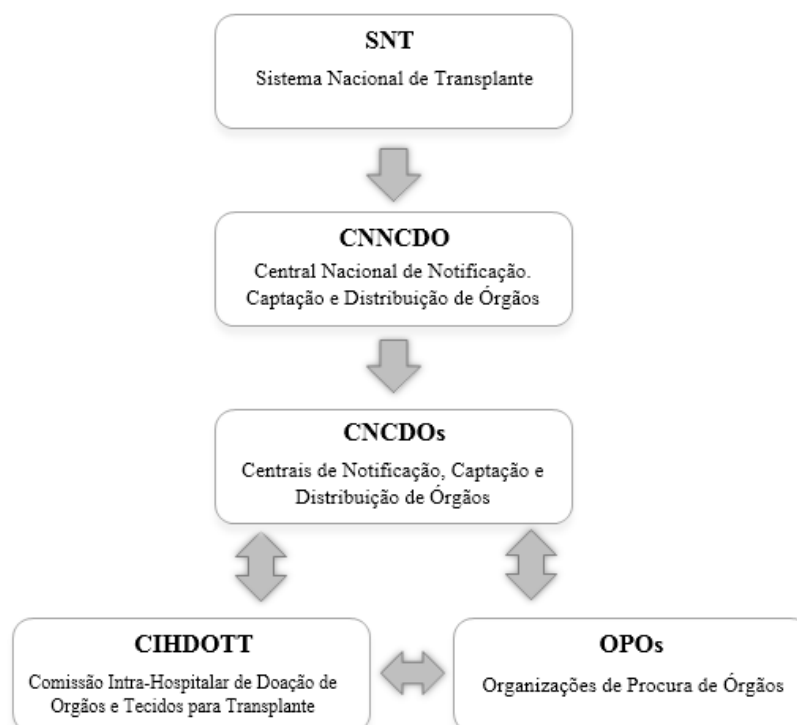 SNT
Sistema Nacional de Transplante
CNNCDO
Central Nacional de Notificação.
Captação e Distribuição de Órgãos
CNCDOs
Centrais de Notificação, Captação e
Distribuição de Órgãos
CIHDOTT
Comissão Intra-Hospitalar de Doação de
Orgãos e Tecidos para Transplante
OPOs
Organizações de Procura de Órgãos